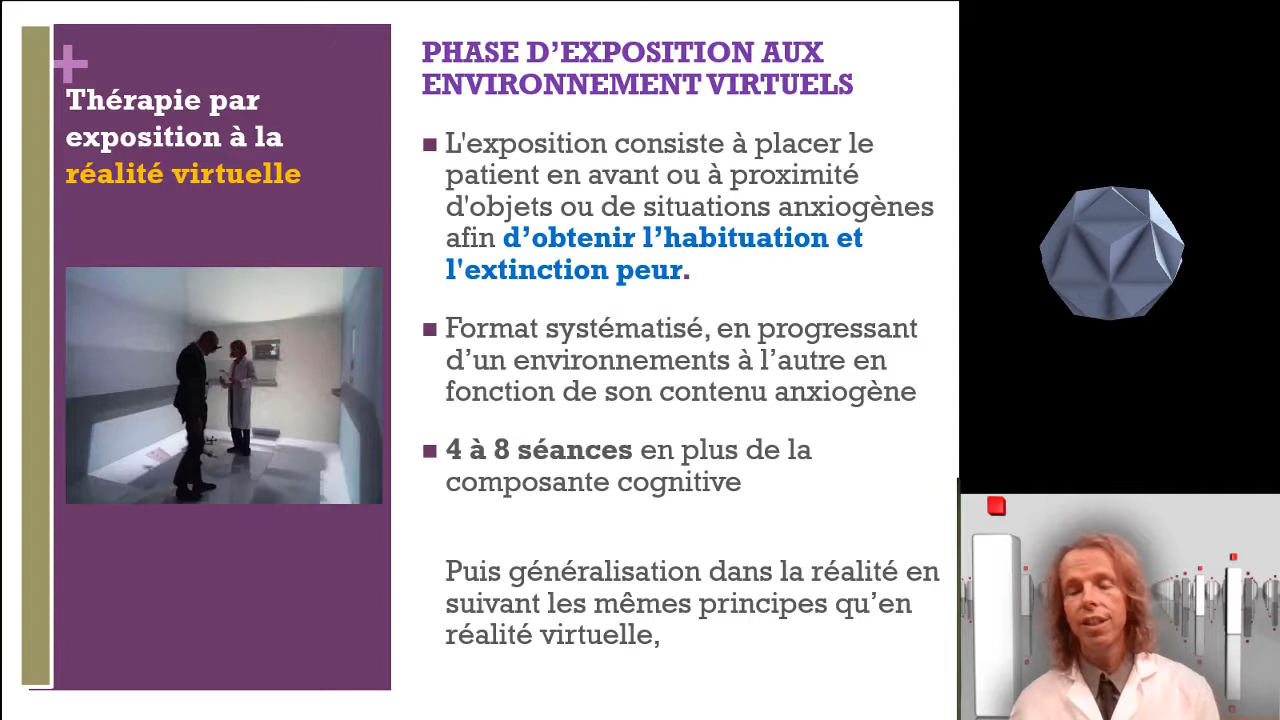 +
Thérapie par
exposition à la
réalité virtuelle
PHASE D’EXPOSITION AUX
ENVIRONNEMENT VIRTUELS
L'exposition consiste à placer le
patient en avant ou à proximité
d'objets ou de situations anxiogènes
afin d’obtenir l’habituation et
l'extinction peur.
Format systématisé, en progressant
d’un environnements à l’autre en
fonction de son contenu anxiogène
4 à 8 séances en plus de la
composante cognitive
Puis généralisation dans la réalité en
suivant les mêmes principes qu’en
réalité virtuelle,